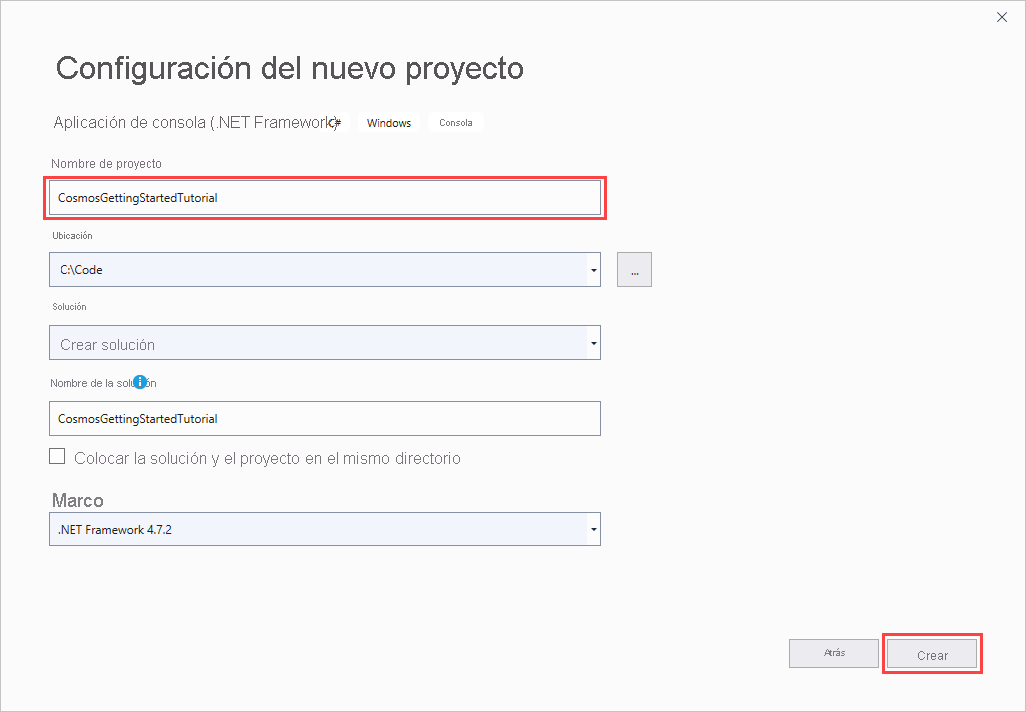 Configuración del nuevo proyecto
Aplicación de consola (.NET Framework) C# Windows Consola
Nombre de proyecto
CosmosGettingStartedTutorial
Ubicación
C:\Code
...
Solución
Crear solución
Nombre de la solución
CosmosGettingStartedTutorial
Colocar la solución y el proyecto en el mismo directorio
Marco
.NET Framework 4.7.2
Atrás Crear